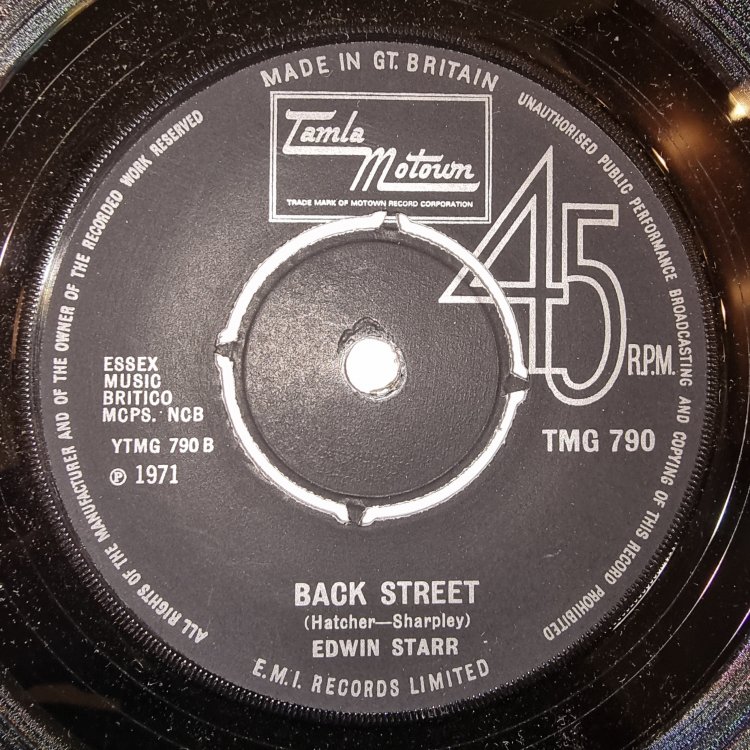 MADE IN GT. BRITAIN
Tamla
Motown
TRADE MARK OF MOTOWN RECORD CORPORATION
45
R.P.M.
UNAUTHORISED PUBLIC PERFORMANCE BROADCASTING AND COPYING OF THIS RECORD PROHIBITED
ALL RIGHTS OF THE MANUFACTURER AND OF THE OWNER OF THE RECORDED WORK RESERVED
ESSEX
MUSIC
BRITICO
MCPS. NCB
YTMG 790 B
℗ 1971
TMG 790
BACK STREET
(Hatcher—Sharpley)
EDWIN STARR
E.M.I. RECORDS LIMITED